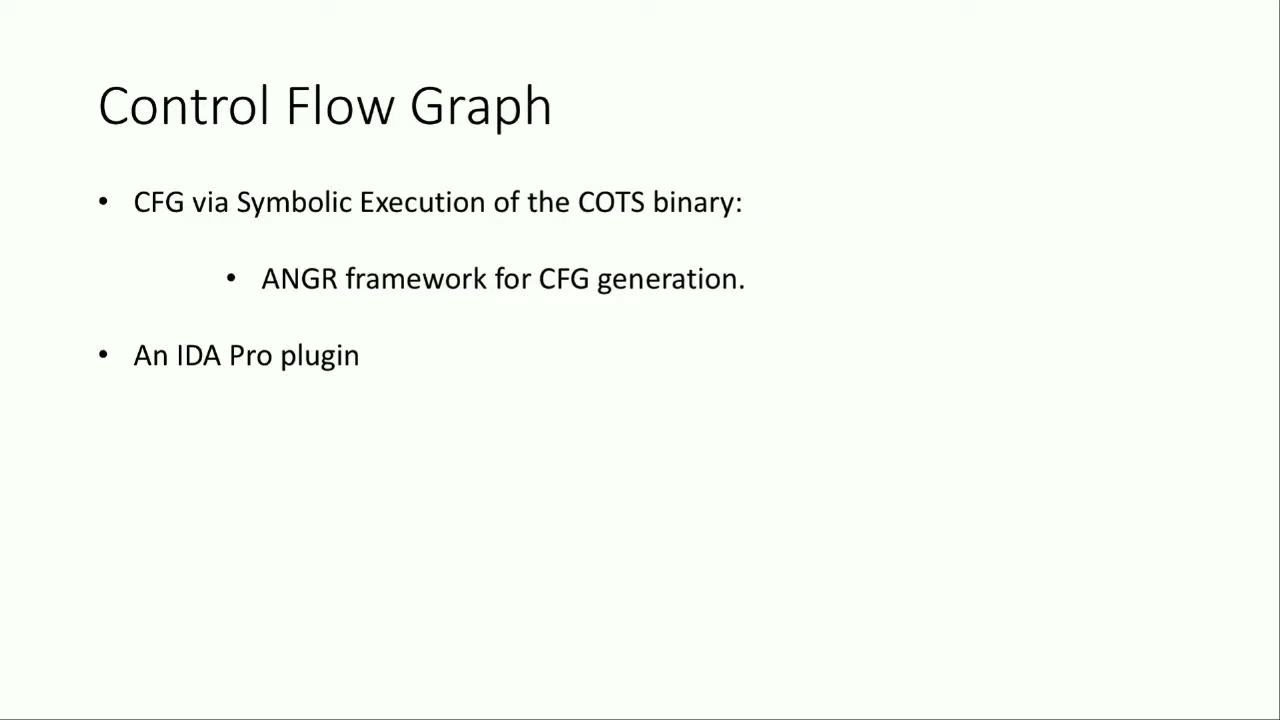 Control Flow Graph
• CFG via Symbolic Execution of the COTS binary:
• ANGR framework for CFG generation.
• An IDA Pro plugin